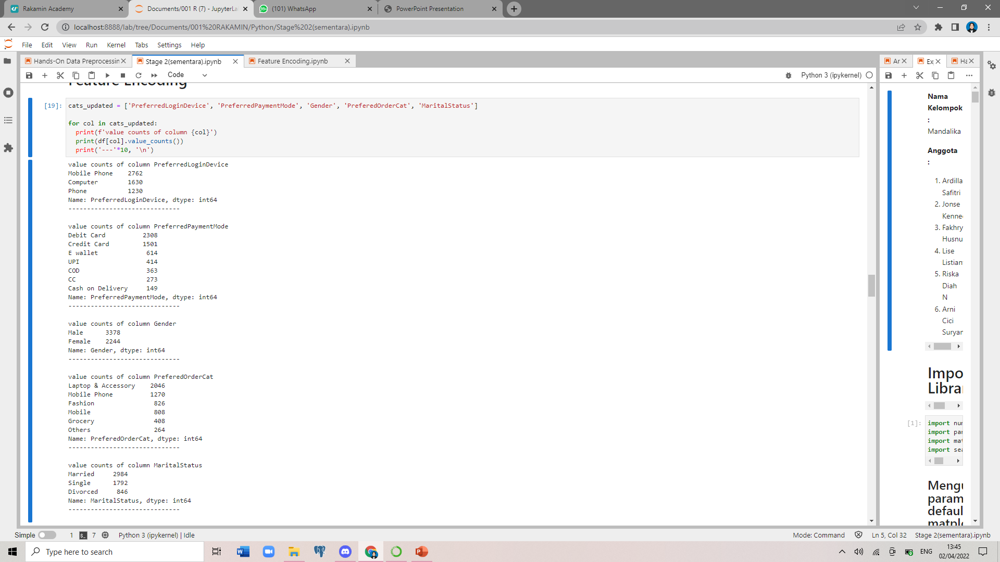 Rakamin Academy
Documents/001 R (7) - JupyterLa
(101) WhatsApp
PowerPoint Presentation
localhost:8888/lab/tree/Documents/001%20RAKAMIN/Python/Stage%202(sementara).ipynb
File Edit View Run Kernel Tabs Settings Help
Hands-On Data Preprocessin
Stage 2(sementara).ipynb
Feature Encoding.ipynb
Code
Python 3 (ipykernel)
Feature Encoding
[19]:
cats_updated = ['PreferredLoginDevice', 'PreferredPaymentMode', 'Gender', 'PreferedOrderCat', 'MaritalStatus']
for col in cats_updated:
print(f'value counts of column {col}')
print(df[col].value_counts())
print('---'*10, '\n')
value counts of column PreferredLoginDevice
Mobile Phone 2762
Computer 1630
Phone 1230
Name: PreferredLoginDevice, dtype: int64
------------------------------
value counts of column PreferredPaymentMode
Debit Card 2308
Credit Card 1501
E wallet 614
UPI 414
COD 363
CC 273
Cash on Delivery 149
Name: PreferredPaymentMode, dtype: int64
------------------------------
value counts of column Gender
Male 3378
Female 2244
Name: Gender, dtype: int64
------------------------------
value counts of column PreferedOrderCat
Laptop & Accessory 2046
Mobile Phone 1270
Fashion 826
Mobile 808
Grocery 408
Others 264
Name: PreferedOrderCat, dtype: int64
------------------------------
value counts of column MaritalStatus
Married 2984
Single 1792
Divorced 846
Name: MaritalStatus, dtype: int64
------------------------------
Ar
Ex
Ha
Nama
Kelompok
:
Mandalika
Anggota
:
1. Ardilla
Safitri
2. Jonse
Kenne
3. Fakhry
Husnu
4. Lise
Listian
5. Riska
Diah
N
6. Arni
Cici
Suryan
Impo
Libra
[1]:
import nu
import pa
import ma
import se
Mengu
param
defaul
matpl
Simple
1
7
Python 3 (ipykernel) | Idle
Mode: Command
Ln 5, Col 32
Stage 2(sementara).ipynb
Type here to search
ENG
13:45
02/04/2022